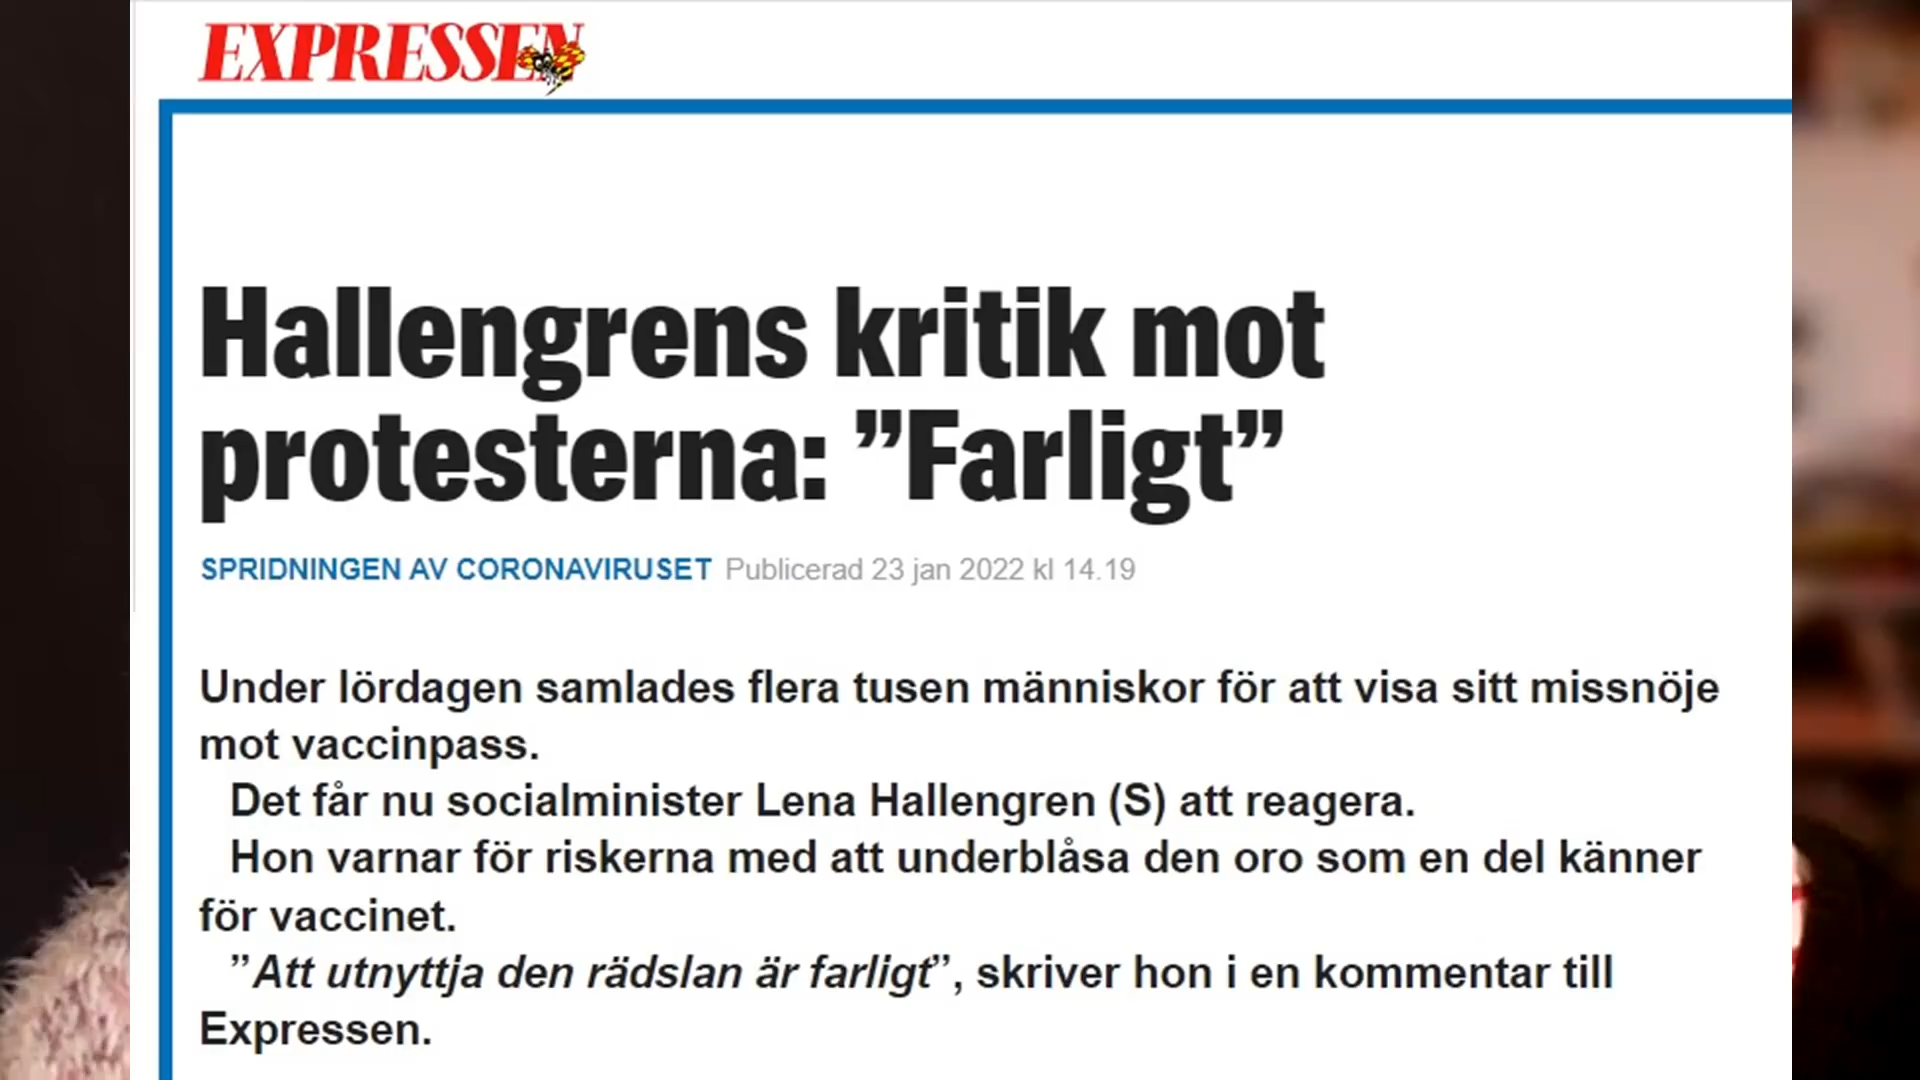 EXPRESSEN
Hallengrens kritik mot
protesterna: ”Farligt”
SPRIDNINGEN AV CORONAVIRUSET Publicerad 23 jan 2022 kl 14.19
Under lördagen samlades flera tusen människor för att visa sitt missnöje
mot vaccinpass.
Det får nu socialminister Lena Hallengren (S) att reagera.
Hon varnar för riskerna med att underblåsa den oro som en del känner
för vaccinet.
”Att utnyttja den rädslan är farligt”, skriver hon i en kommentar till
Expressen.